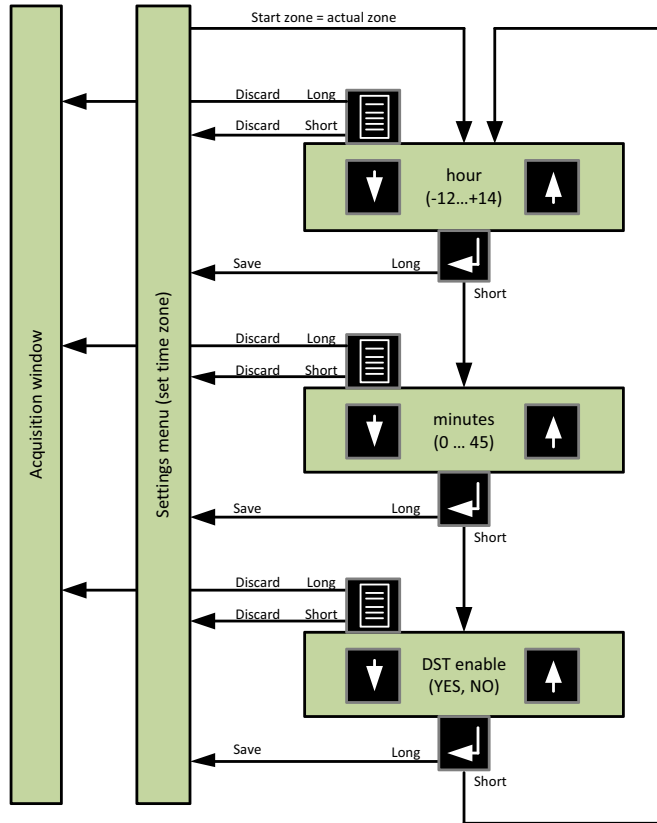 Start zone = actual zone
Discard Long
Discard Short
hour
(-12...+14)
Save Long
Short
Discard Long
Discard Short
minutes
(0 ... 45)
Save Long
Short
Discard Long
Discard Short
DST enable
(YES, NO)
Save Long
Short
Acquisition window
Settings menu (set time zone)